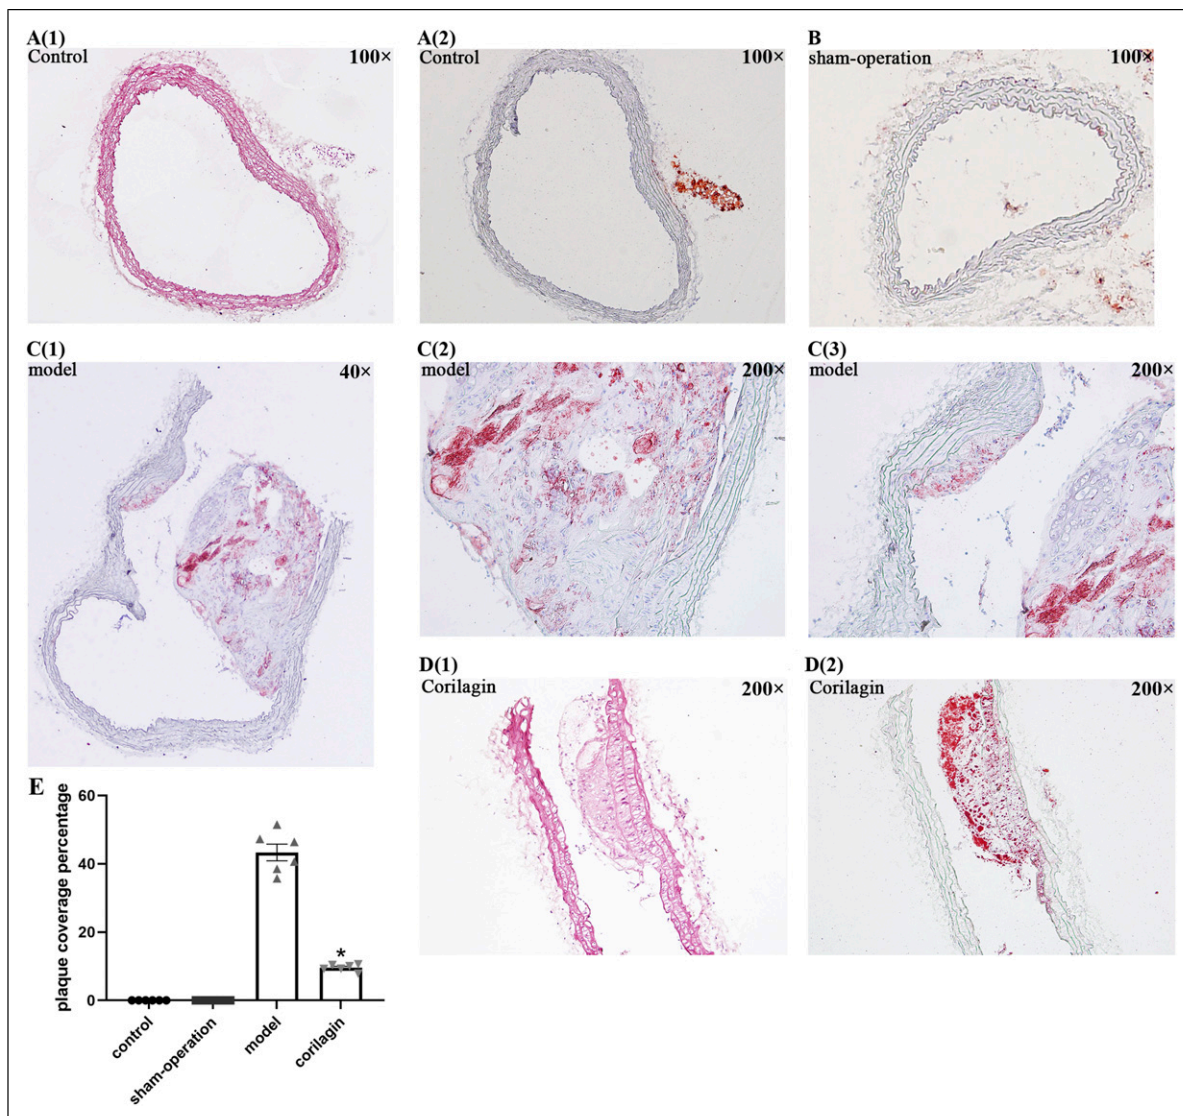 A(1)
Control 100×
A(2)
Control 100×
B
sham-operation 100×
C(1)
model 40×
C(2)
model 200×
C(3)
model 200×
D(1)
Corilagin 200×
D(2)
Corilagin 200×
E
plaque coverage percentage
60
40
20
0
*
control
sham-operation
model
corilagin